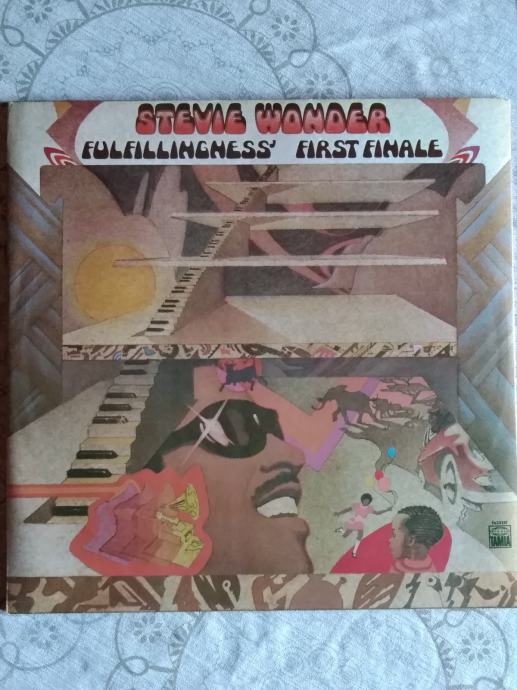 STEVIE WONDER
FULFILLINGNESS' FIRST FINALE
TAMLA